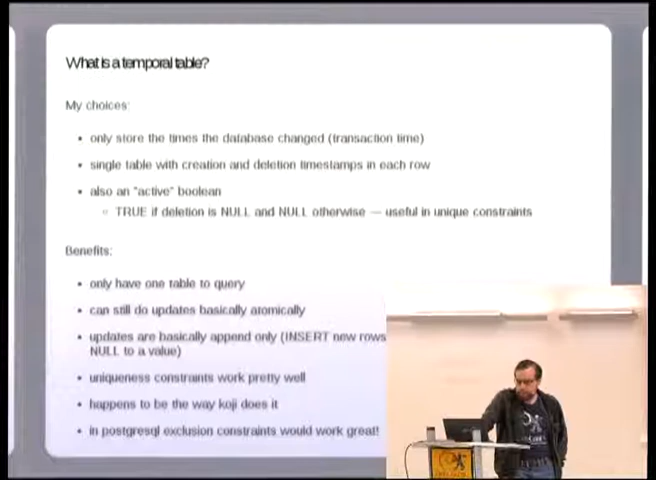 What is a temporal table?
My choices:
• only store the times the database changed (transaction time)
• single table with creation and deletion timestamps in each row
• also an "active" boolean
○ TRUE if deletion is NULL and NULL otherwise — useful in unique constraints
Benefits:
• only have one table to query
• can still do updates basically atomically
• updates are basically append only (INSERT new rows
NULL to a value)
• uniqueness constraints work pretty well
• happens to be the way koji does it
• in postgresql exclusion constraints would work great!